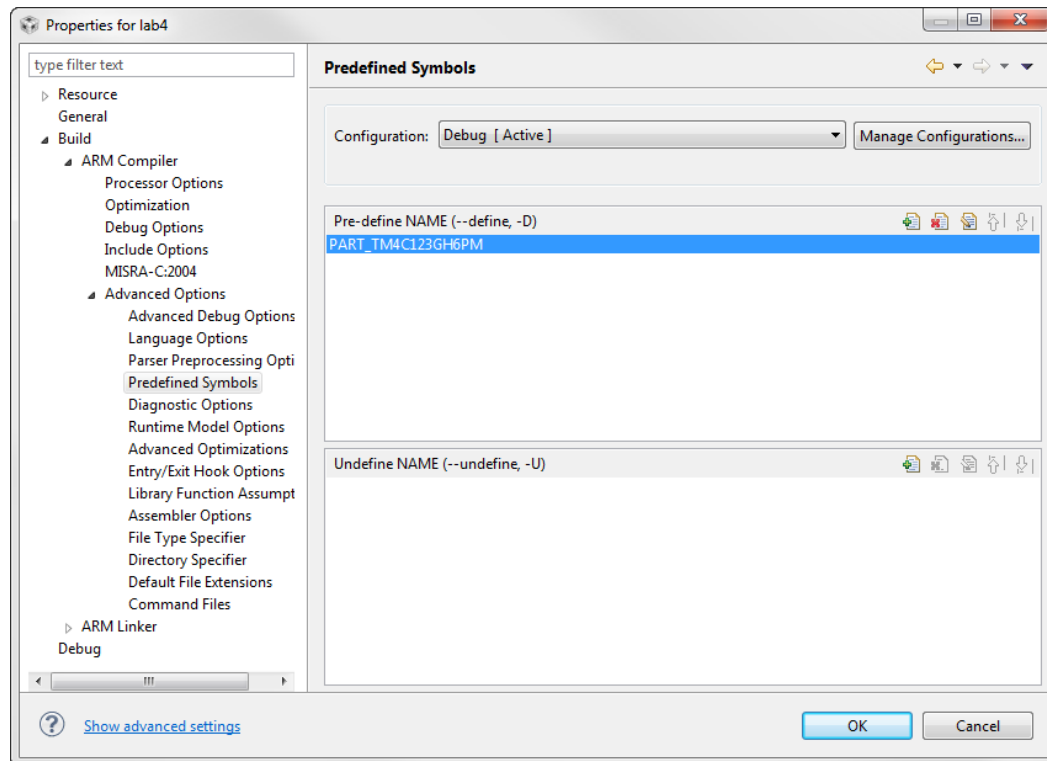 Properties for lab4
type filter text
Resource
General
Build
ARM Compiler
Processor Options
Optimization
Debug Options
Include Options
MISRA-C:2004
Advanced Options
Advanced Debug Options
Language Options
Parser Preprocessing Opti
Predefined Symbols
Diagnostic Options
Runtime Model Options
Advanced Optimizations
Entry/Exit Hook Options
Library Function Assumpt
Assembler Options
File Type Specifier
Directory Specifier
Default File Extensions
Command Files
ARM Linker
Debug
Predefined Symbols
Configuration: Debug [ Active ] Manage Configurations...
Pre-define NAME (--define, -D)
PART_TM4C123GH6PM
Undefine NAME (--undefine, -U)
Show advanced settings
OK Cancel